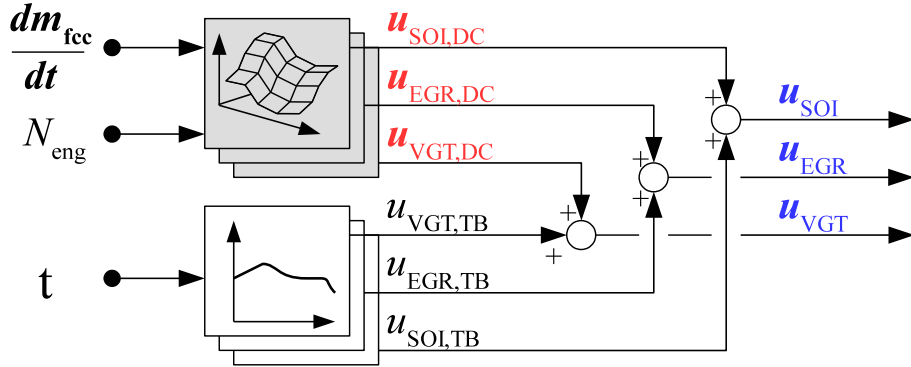 dm_fcc
dt
N_eng
t
u_SOI,DC
u_EGR,DC
u_VGT,DC
u_VGT,TB
u_EGR,TB
u_SOI,TB
+
+
+
+
+
+
u_SOI
u_EGR
u_VGT